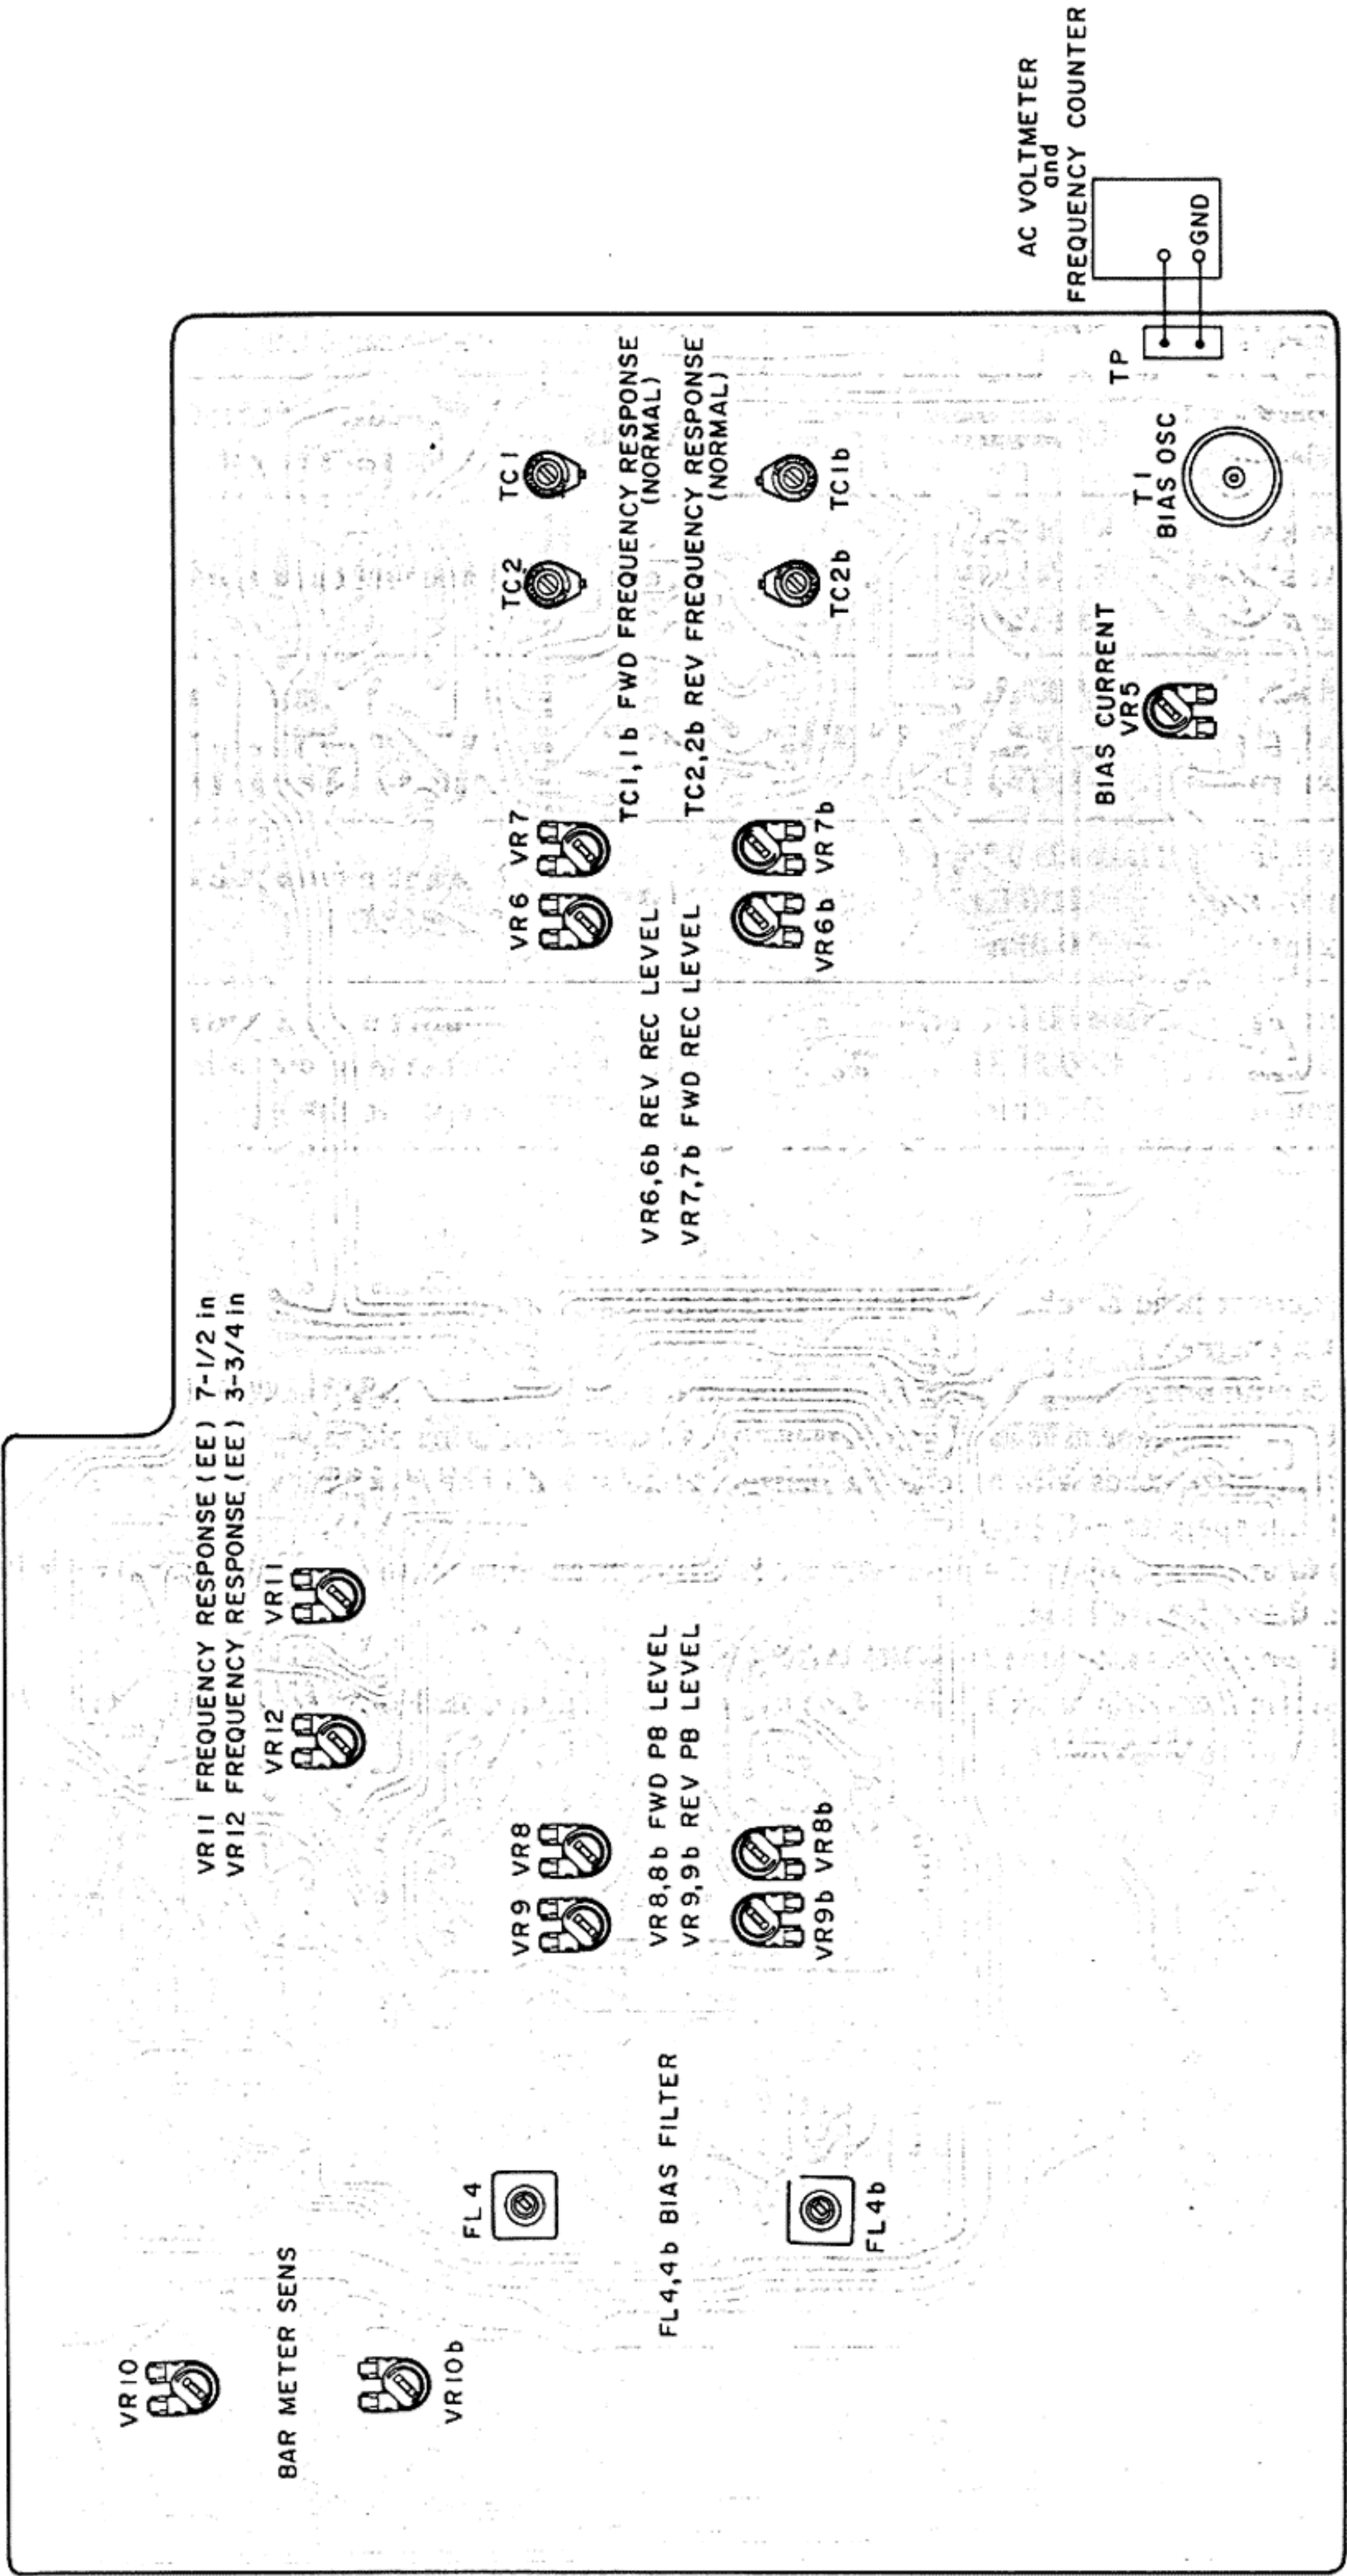 VR10
BAR METER SENS
VR10b
VR11 FREQUENCY RESPONSE (EE) 7-1/2 in
VR12 FREQUENCY RESPONSE (EE) 3-3/4 in
VR12
VR11
FL4
FL4,4b BIAS FILTER
FL4b
VR9
VR8
VR8,8b FWD PB LEVEL
VR9,9b REV PB LEVEL
VR9b
VR8b
VR6
VR7
VR6,6b REV REC LEVEL
VR7,7b FWD REC LEVEL
VR6b
VR7b
TC2
TC1
TC1,1b FWD FREQUENCY RESPONSE
(NORMAL)
TC2,2b REV FREQUENCY RESPONSE
(NORMAL)
TC2b
TC1b
BIAS CURRENT
VR5
T1
BIAS OSC
TP
AC VOLTMETER
and
FREQUENCY COUNTER
GND